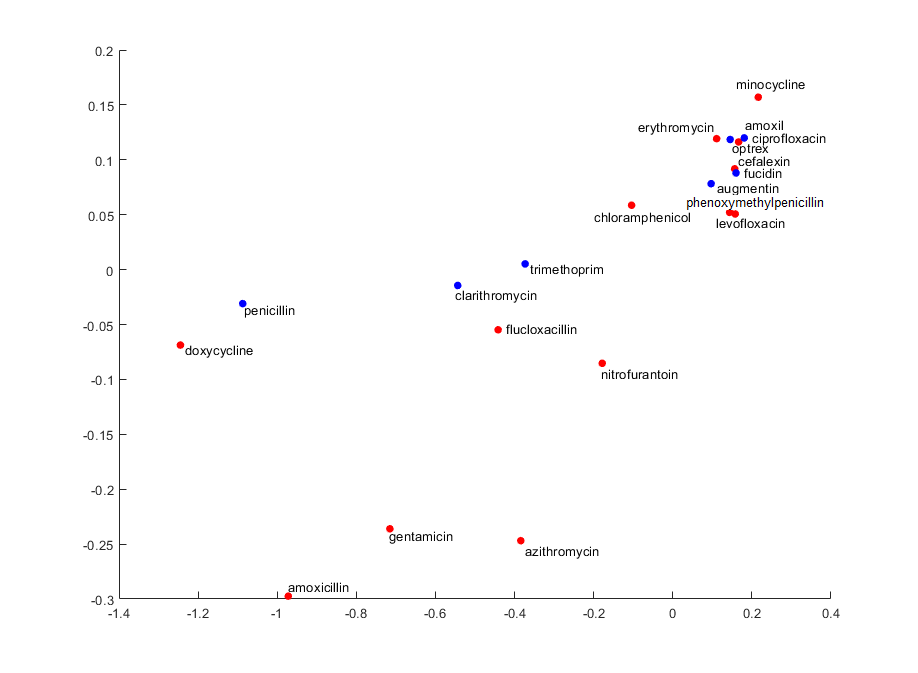 0.2
minocycline
0.15
amoxil
erythromycin
ciprofloxacin
optrex
0.1
cefalexin
fucidin
augmentin
phenoxymethylpenicillin
0.05
chloramphenicol
levofloxacin
0
trimethoprim
clarithromycin
penicillin
-0.05
flucloxacillin
doxycycline
nitrofurantoin
-0.1
-0.15
-0.2
gentamicin
-0.25
azithromycin
amoxicillin
-0.3
-1.4 -1.2 -1 -0.8 -0.6 -0.4 -0.2 0 0.2 0.4